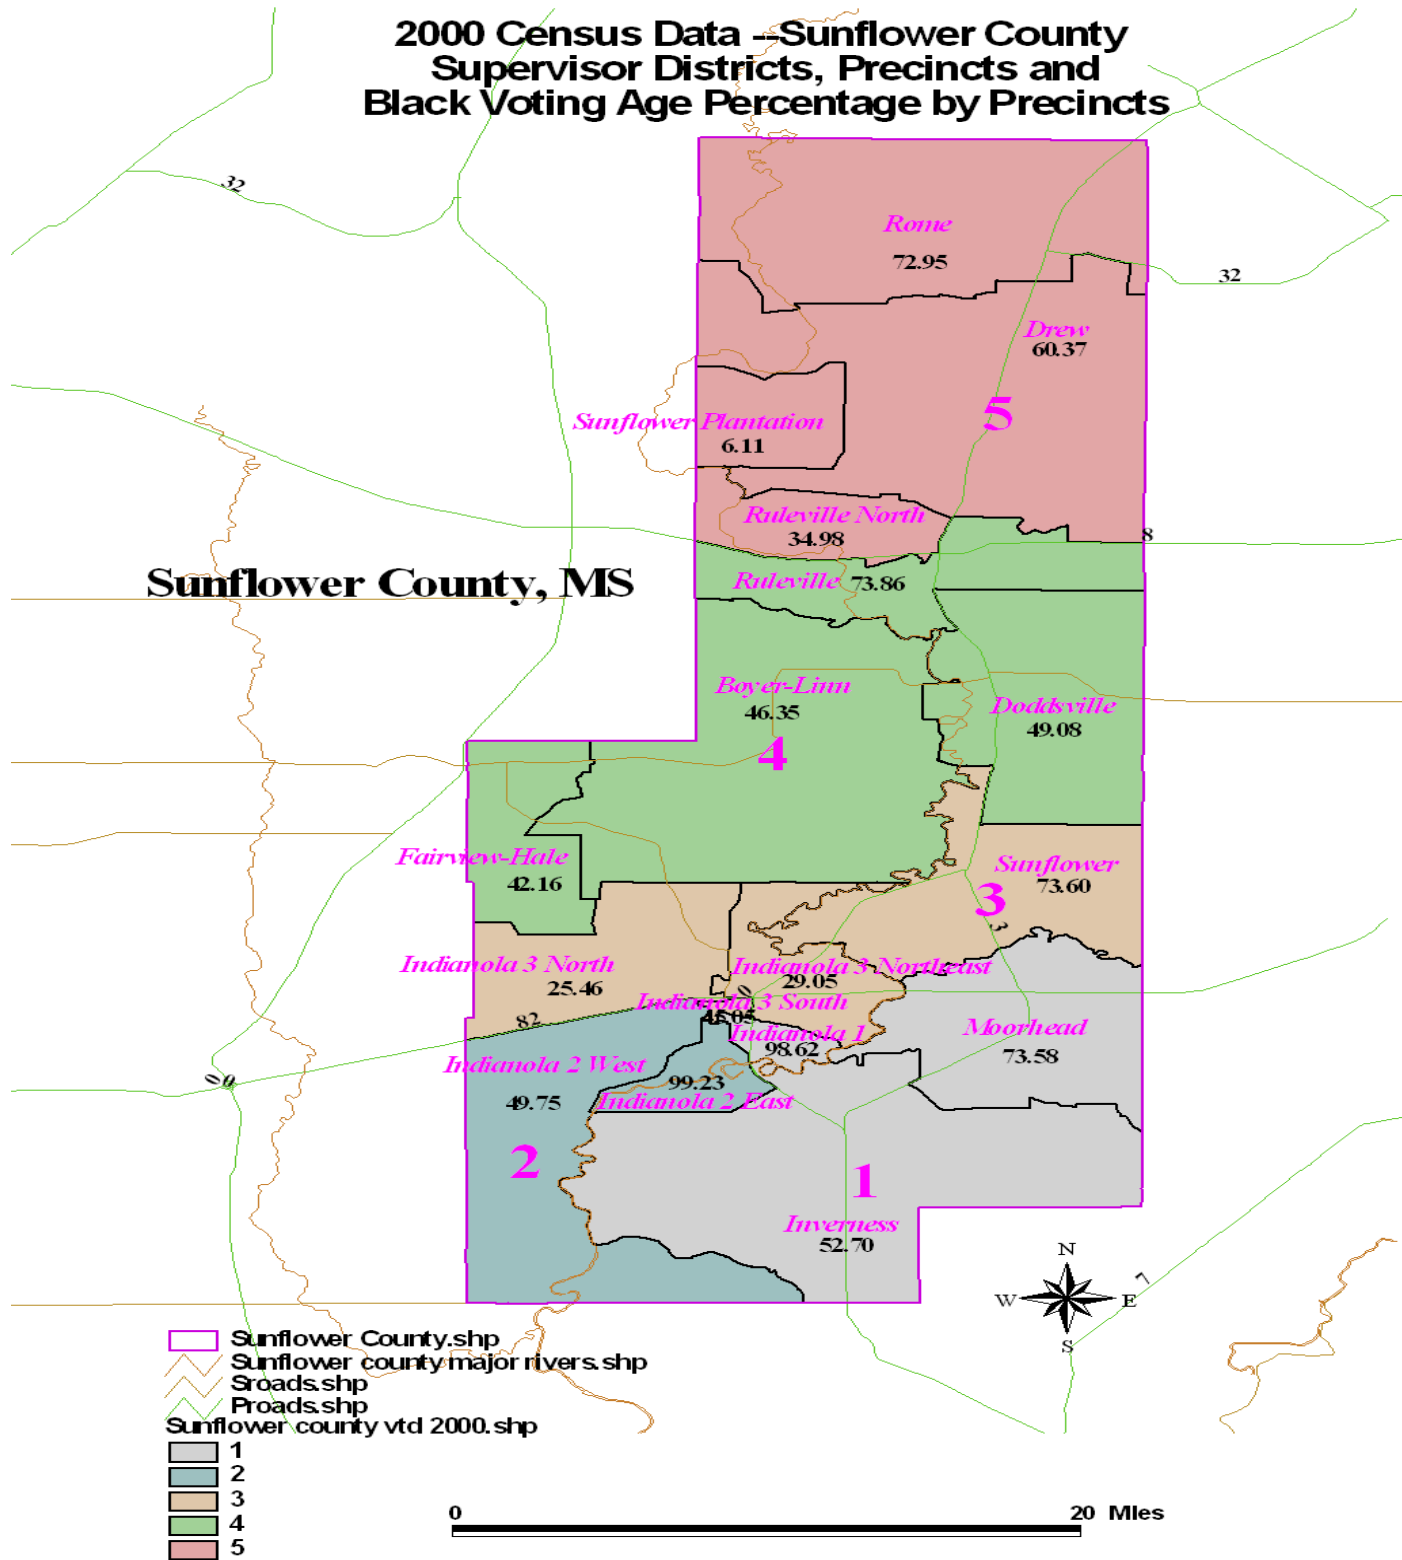 2000 Census Data --Sunflower County
Supervisor Districts, Precincts and
Black Voting Age Percentage by Precincts
32
Rome
72.95
32
Drew
60.37
5
Sunflower Plantation
6.11
Ruleville North
34.98
8
Sunflower County, MS
Ruleville 73.86
Boyer-Linn
46.35
Doddsville
49.08
4
Fairview-Hale
42.16
Sunflower
73.60
3
3
Indianola 3 North
25.46
Indianola 3 Northeast
29.05
Indianola 3 South
82
Indianola 1
98.62
Moorhead
73.58
Indianola 2 West
49.75
99.23
Indianola 2 East
2
1
Inverness
52.70
N
W E
S
7
Sunflower County.shp
Sunflower county major rivers.shp
Sroads.shp
Proads.shp
Sunflower county vtd 2000.shp
1
2
3
4
5
0 20 Miles